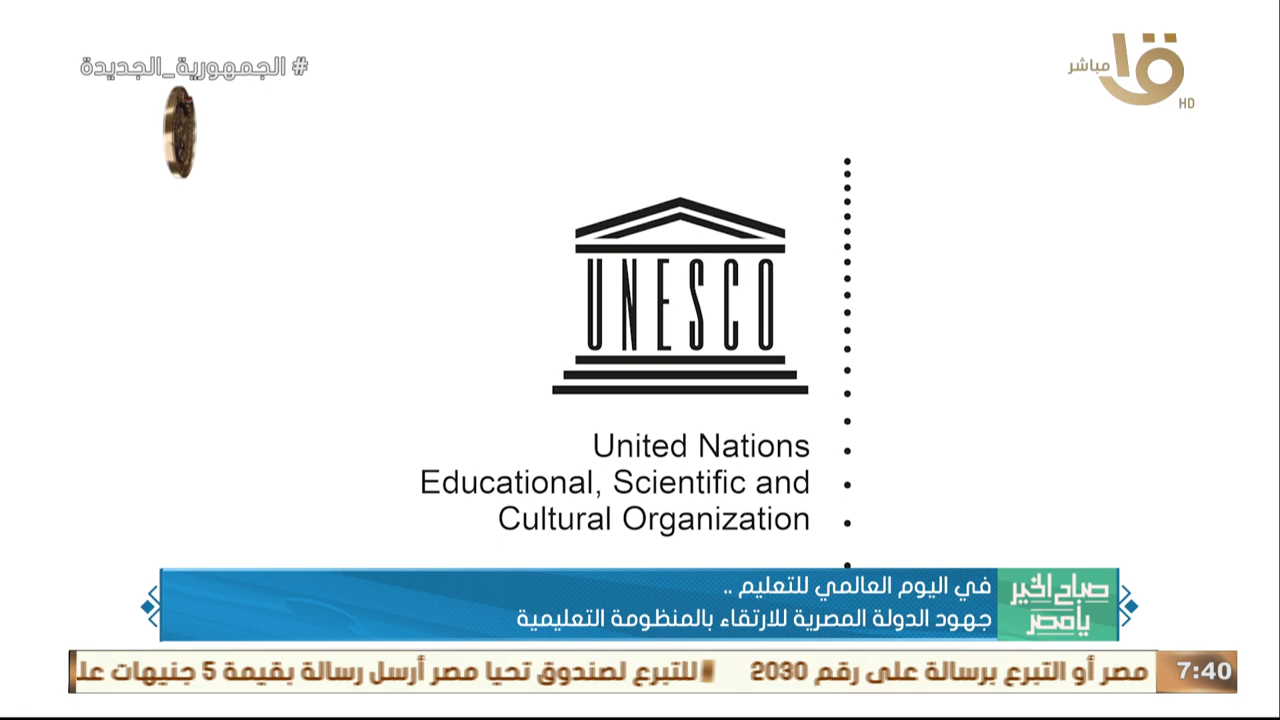 # الجمهورية_الجديدة
مباشر
HD
UNESCO
United Nations
Educational, Scientific and
Cultural Organization
في اليوم العالمي للتعليم ..
جهود الدولة المصرية للارتقاء بالمنظومة التعليمية
صباح الخير
يا مصر
7:40
مصر أو التبرع برسالة على رقم 2030 للتبرع لصندوق تحيا مصر أرسل رسالة بقيمة 5 جنيهات